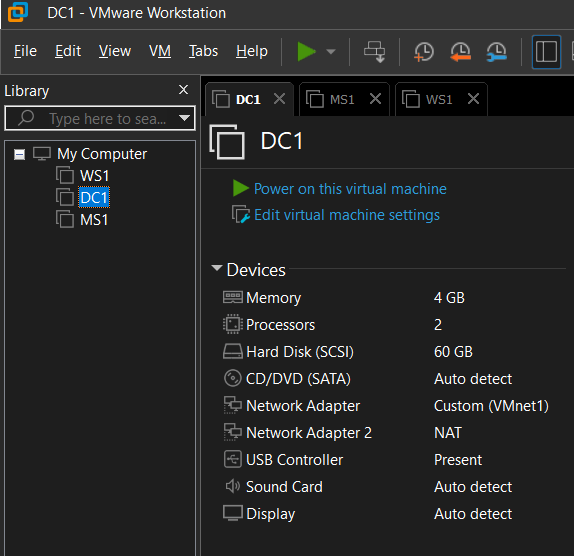 DC1 - VMware Workstation
File Edit View VM Tabs Help
Library
Type here to sea...
My Computer
WS1
DC1
MS1
DC1 MS1 WS1
DC1
Power on this virtual machine
Edit virtual machine settings
Devices
Memory 4 GB
Processors 2
Hard Disk (SCSI) 60 GB
CD/DVD (SATA) Auto detect
Network Adapter Custom (VMnet1)
Network Adapter 2 NAT
USB Controller Present
Sound Card Auto detect
Display Auto detect